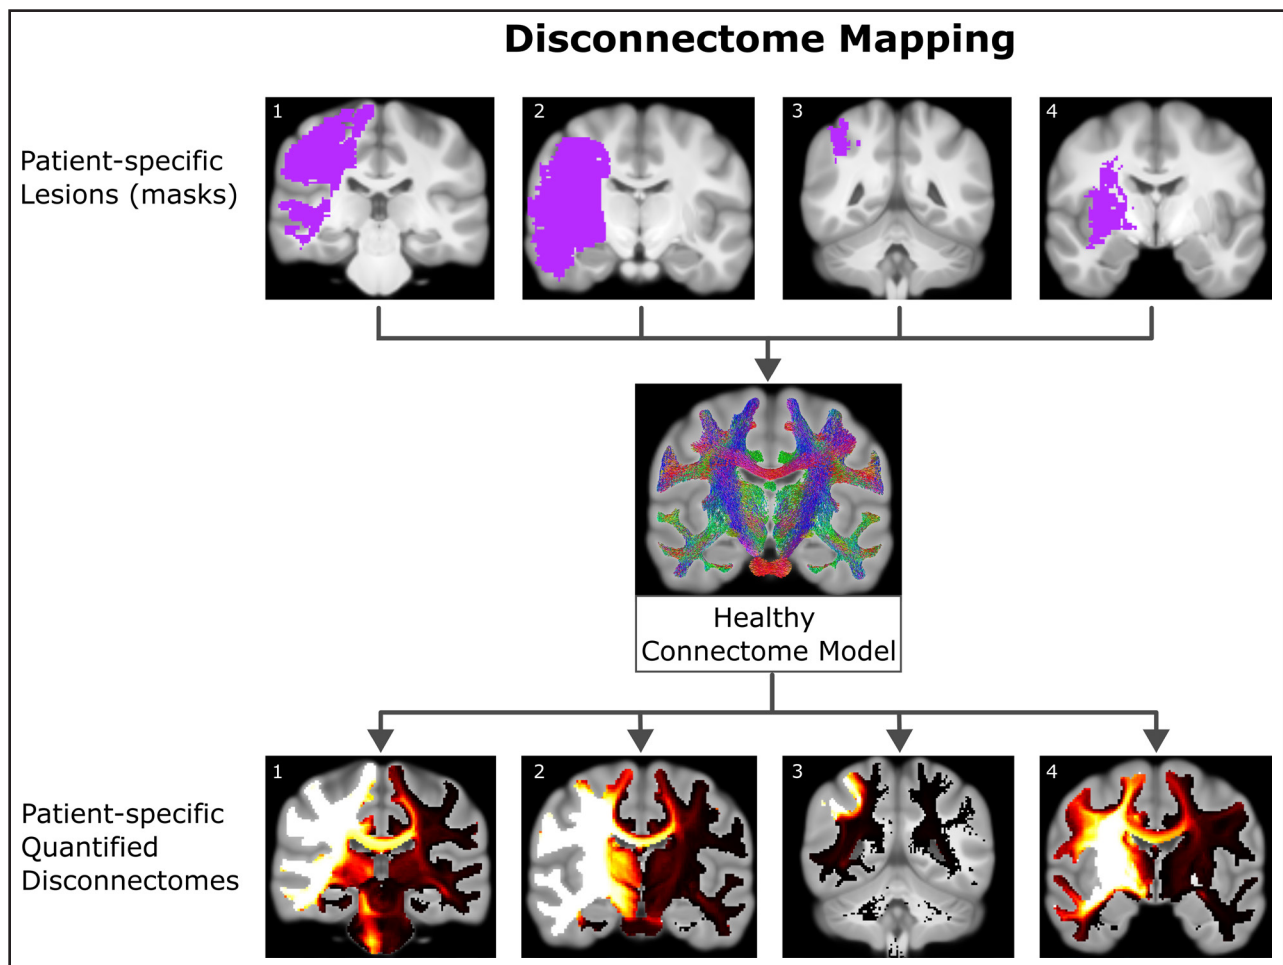 Disconnectome Mapping
1
2
3
4
Patient-specific
Lesions (masks)
Healthy
Connectome Model
1
2
3
4
Patient-specific
Quantified
Disconnectomes